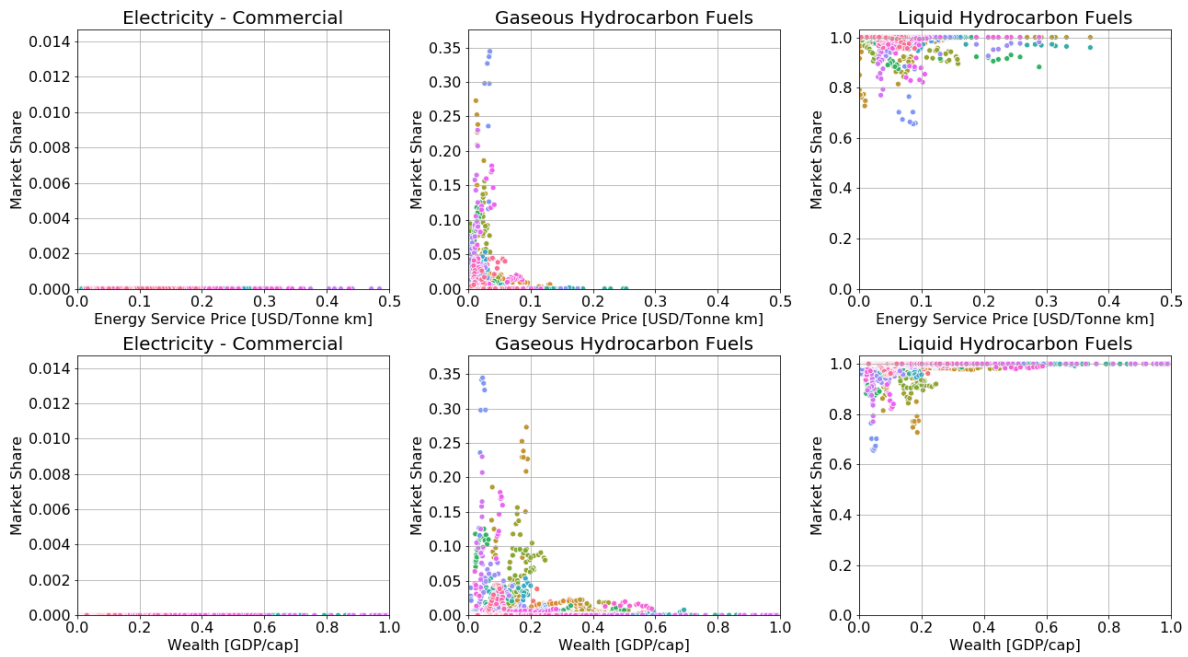 Electricity - Commercial
Gaseous Hydrocarbon Fuels
Liquid Hydrocarbon Fuels
Market Share
0.014
0.012
0.010
0.008
0.006
0.004
0.002
0.000
0.0 0.1 0.2 0.3 0.4 0.5
Energy Service Price [USD/Tonne km]
Market Share
0.35
0.30
0.25
0.20
0.15
0.10
0.05
0.00
0.0 0.1 0.2 0.3 0.4 0.5
Energy Service Price [USD/Tonne km]
Market Share
1.0
0.8
0.6
0.4
0.2
0.0
0.0 0.1 0.2 0.3 0.4 0.5
Energy Service Price [USD/Tonne km]
Electricity - Commercial
Gaseous Hydrocarbon Fuels
Liquid Hydrocarbon Fuels
Market Share
0.014
0.012
0.010
0.008
0.006
0.004
0.002
0.000
0.0 0.2 0.4 0.6 0.8 1.0
Wealth [GDP/cap]
Market Share
0.35
0.30
0.25
0.20
0.15
0.10
0.05
0.00
0.0 0.2 0.4 0.6 0.8 1.0
Wealth [GDP/cap]
Market Share
1.0
0.8
0.6
0.4
0.2
0.0
0.0 0.2 0.4 0.6 0.8 1.0
Wealth [GDP/cap]